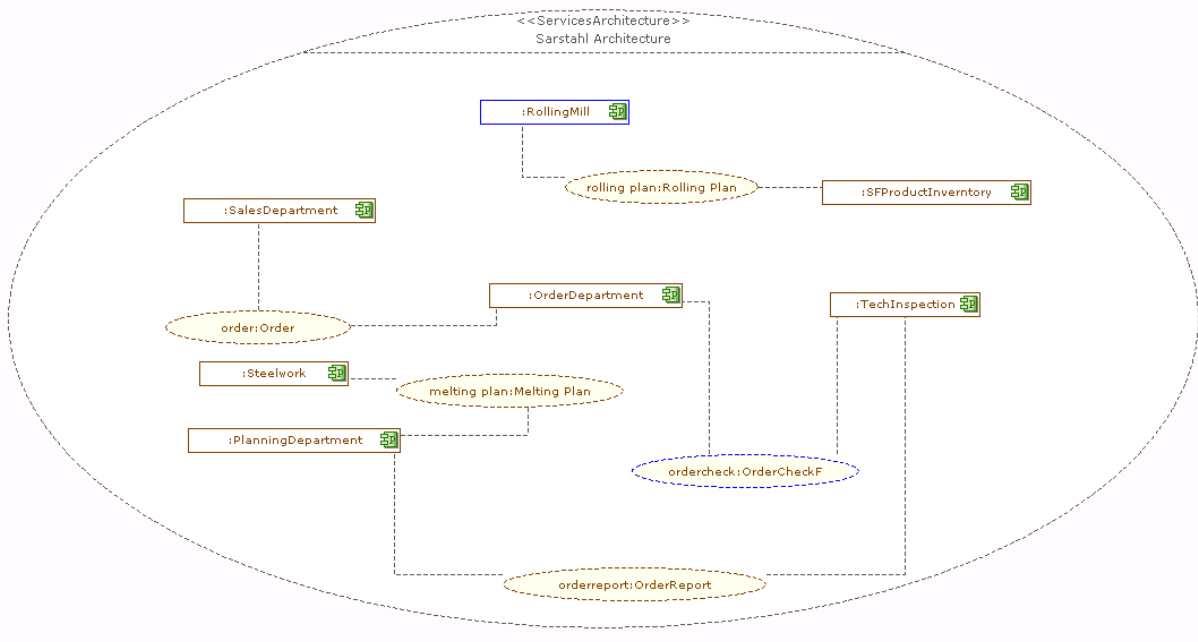 <<ServicesArchitecture>>
Sarstahl Architecture
:RollingMill
rolling plan:Rolling Plan
:SFProductInverntory
:SalesDepartment
:OrderDepartment
:TechInspection
order:Order
:Steelwork
melting plan:Melting Plan
:PlanningDepartment
ordercheck:OrderCheckF
orderreport:OrderReport